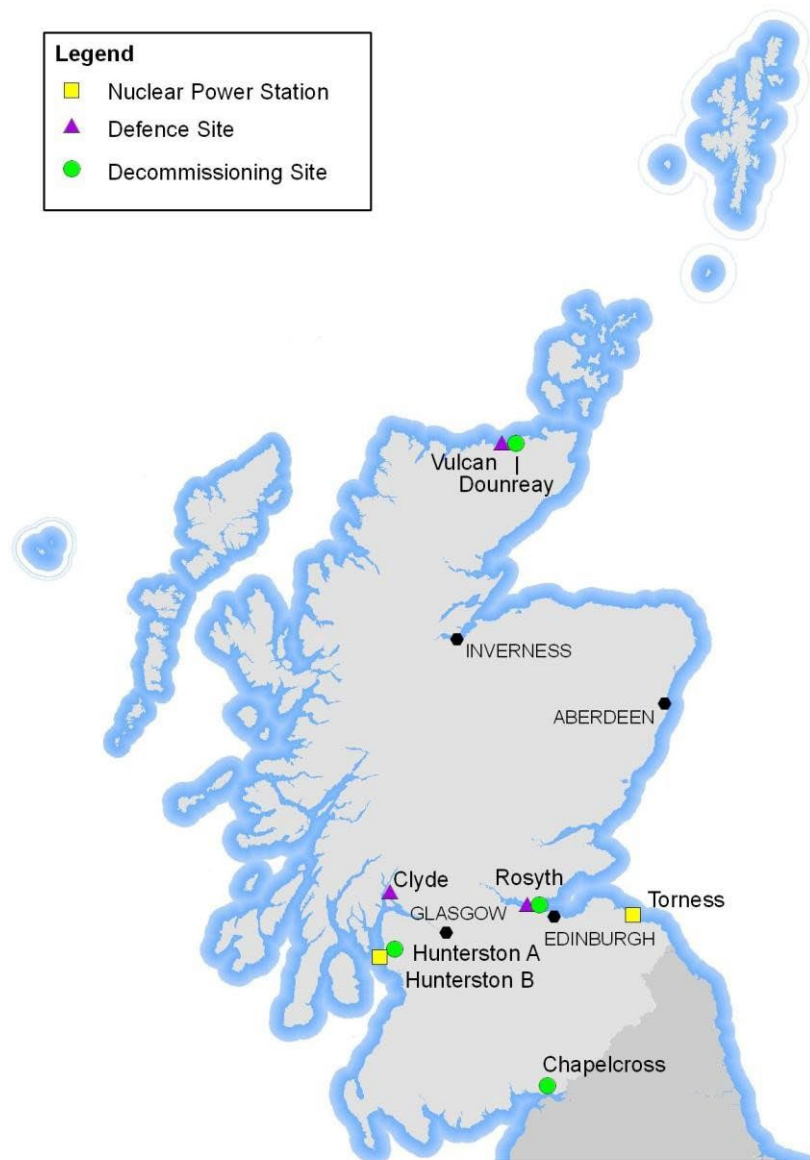 Legend
Nuclear Power Station
Defence Site
Decommissioning Site
Vulcan
Dounreay
INVERNESS
ABERDEEN
Clyde
Rosyth
Torness
GLASGOW
EDINBURGH
Hunterston A
Hunterston B
Chapelcross